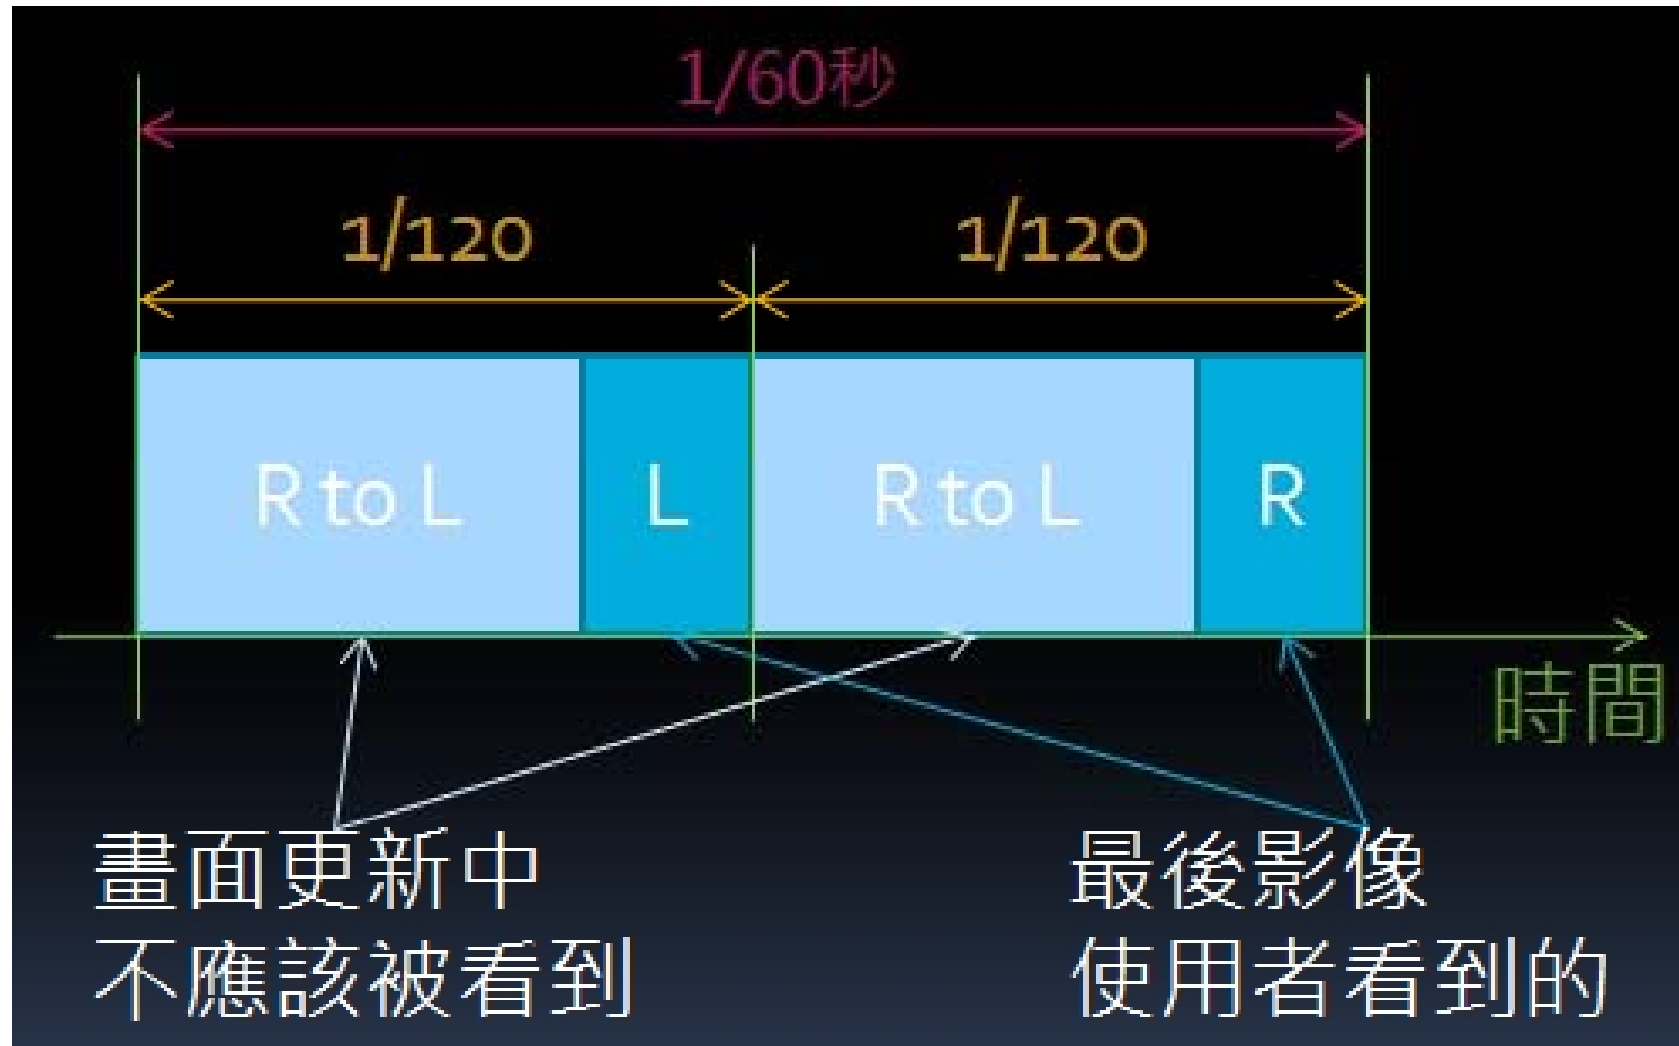 1/60秒
1/120 1/120
R to L L R to L R
時間
畫面更新中
不應該被看到
最後影像
使用者看到的